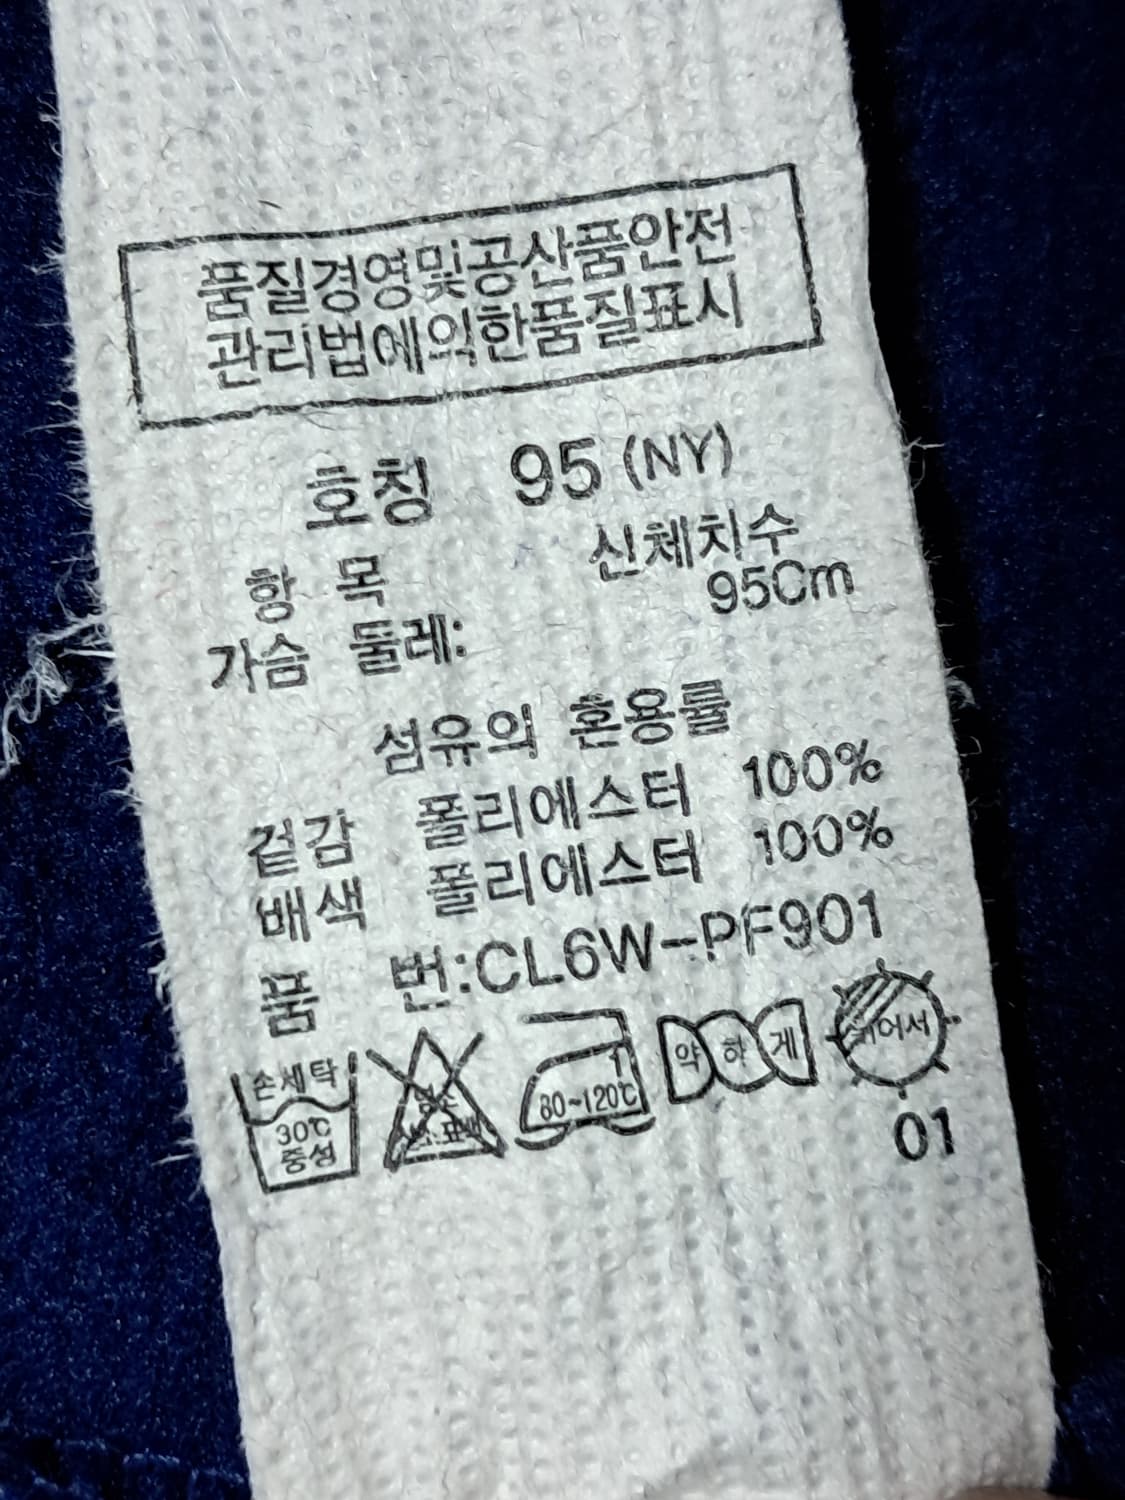 품질경영및공산품안전
관리법에의한품질표시
호칭 95 (NY)
항 목 신체치수
가슴 둘레: 95Cm
섬유의 혼용률
겉감 폴리에스터 100%
배색 폴리에스터 100%
품 번:CL6W-PF901
손세탁
30℃
중성
80~120℃
약 하 게
01